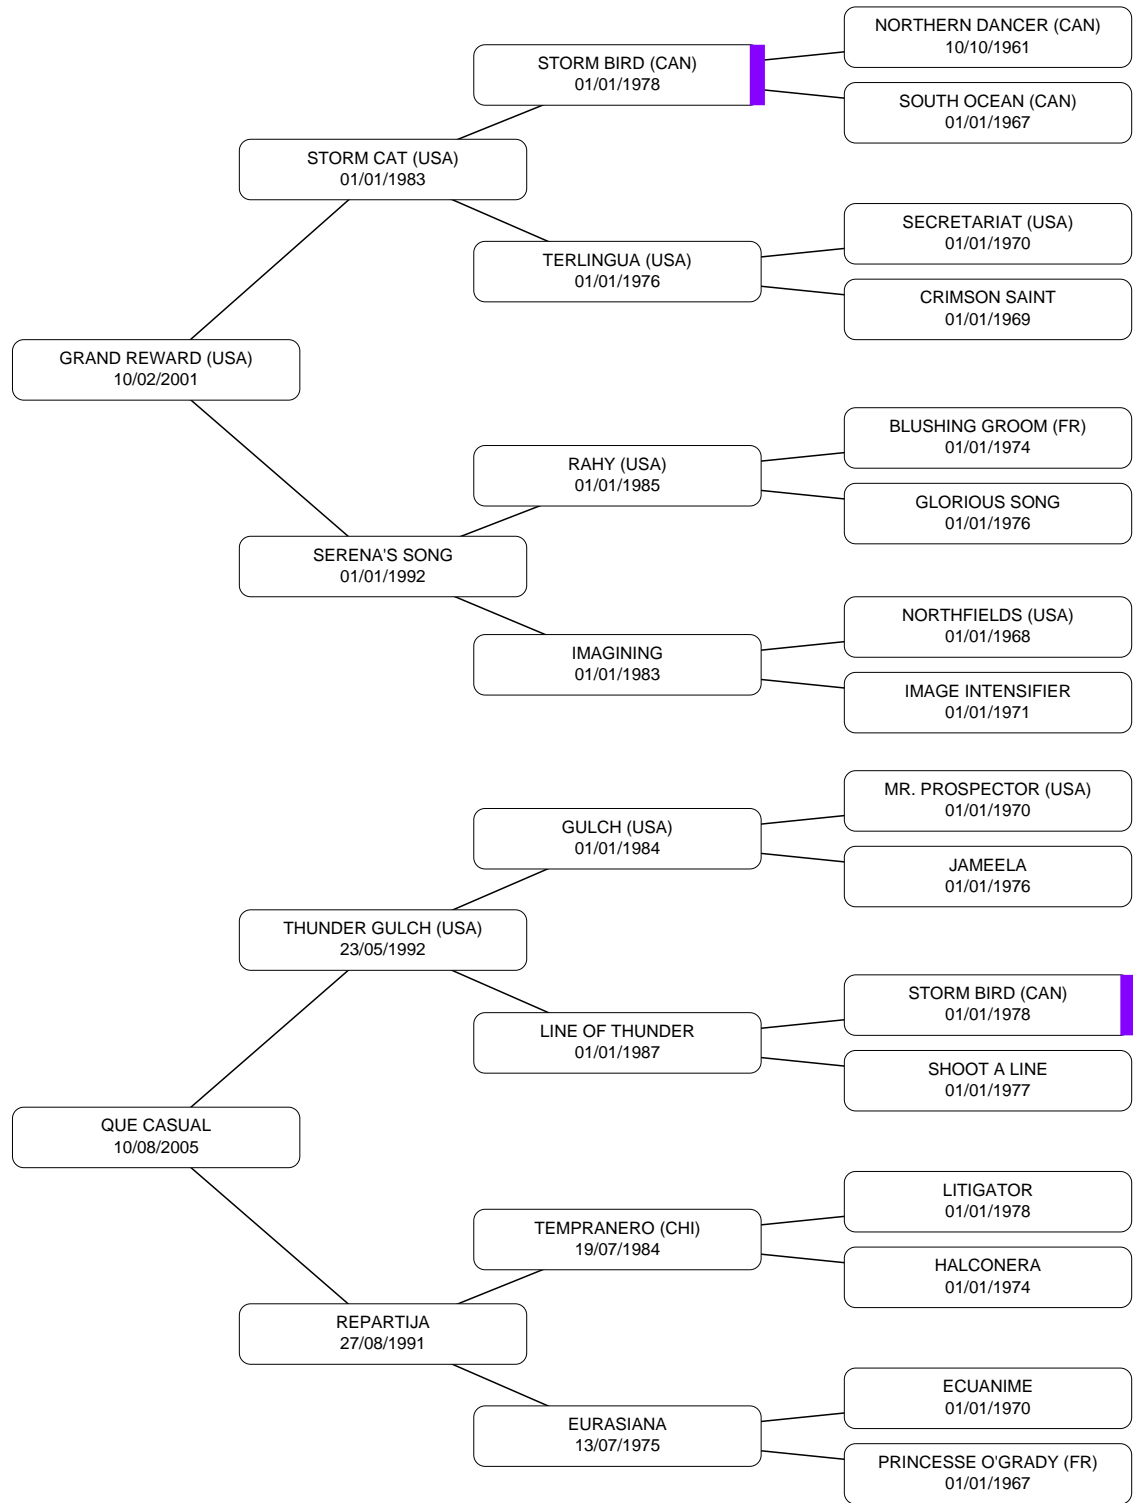 NORTHERN DANCER (CAN)
10/10/1961
STORM BIRD (CAN)
01/01/1978
SOUTH OCEAN (CAN)
01/01/1967
STORM CAT (USA)
01/01/1983
SECRETARIAT (USA)
01/01/1970
TERLINGUA (USA)
01/01/1976
CRIMSON SAINT
01/01/1969
GRAND REWARD (USA)
10/02/2001
BLUSHING GROOM (FR)
01/01/1974
RAHY (USA)
01/01/1985
GLORIOUS SONG
01/01/1976
SERENA'S SONG
01/01/1992
NORTHFIELDS (USA)
01/01/1968
IMAGINING
01/01/1983
IMAGE INTENSIFIER
01/01/1971
MR. PROSPECTOR (USA)
01/01/1970
GULCH (USA)
01/01/1984
JAMEELA
01/01/1976
THUNDER GULCH (USA)
23/05/1992
STORM BIRD (CAN)
01/01/1978
LINE OF THUNDER
01/01/1987
SHOOT A LINE
01/01/1977
QUE CASUAL
10/08/2005
LITIGATOR
01/01/1978
TEMPRANERO (CHI)
19/07/1984
HALCONERA
01/01/1974
REPARTIJA
27/08/1991
ECUANIME
01/01/1970
EURASIANA
13/07/1975
PRINCESSE O'GRADY (FR)
01/01/1967